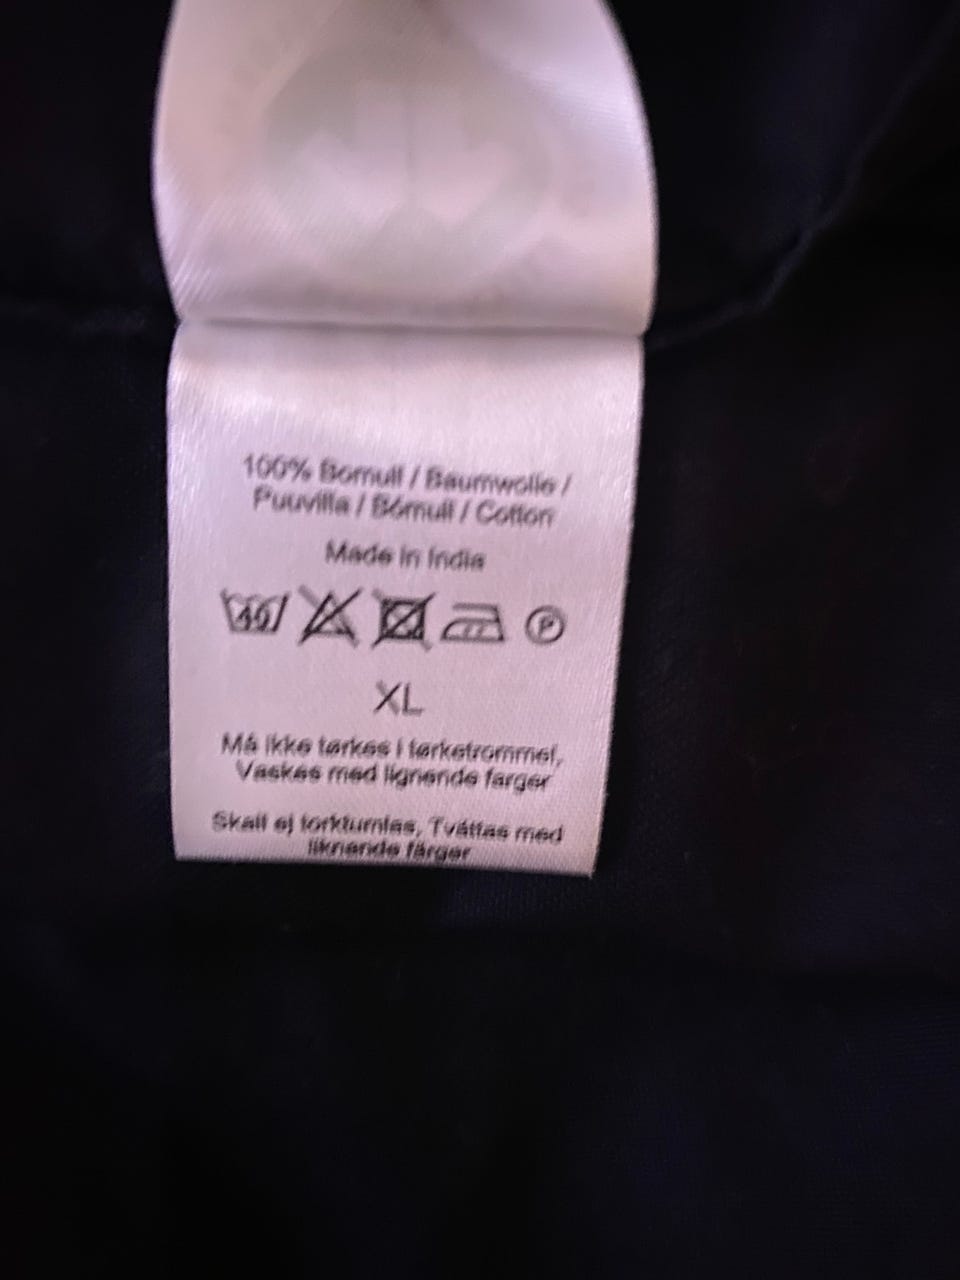 100% Bomull / Baumwolle /
Puuvilla / Bómull / Cotton
Made in India
40 P
XL
Må ikke tørkes i tørketrommel,
Vaskes med lignende farger
Skall ej torktumlas, Tvättas med
liknande färger